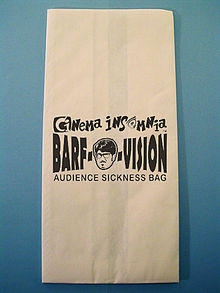 Cinema Insomnia
BARF-O-VISION
AUDIENCE SICKNESS BAG